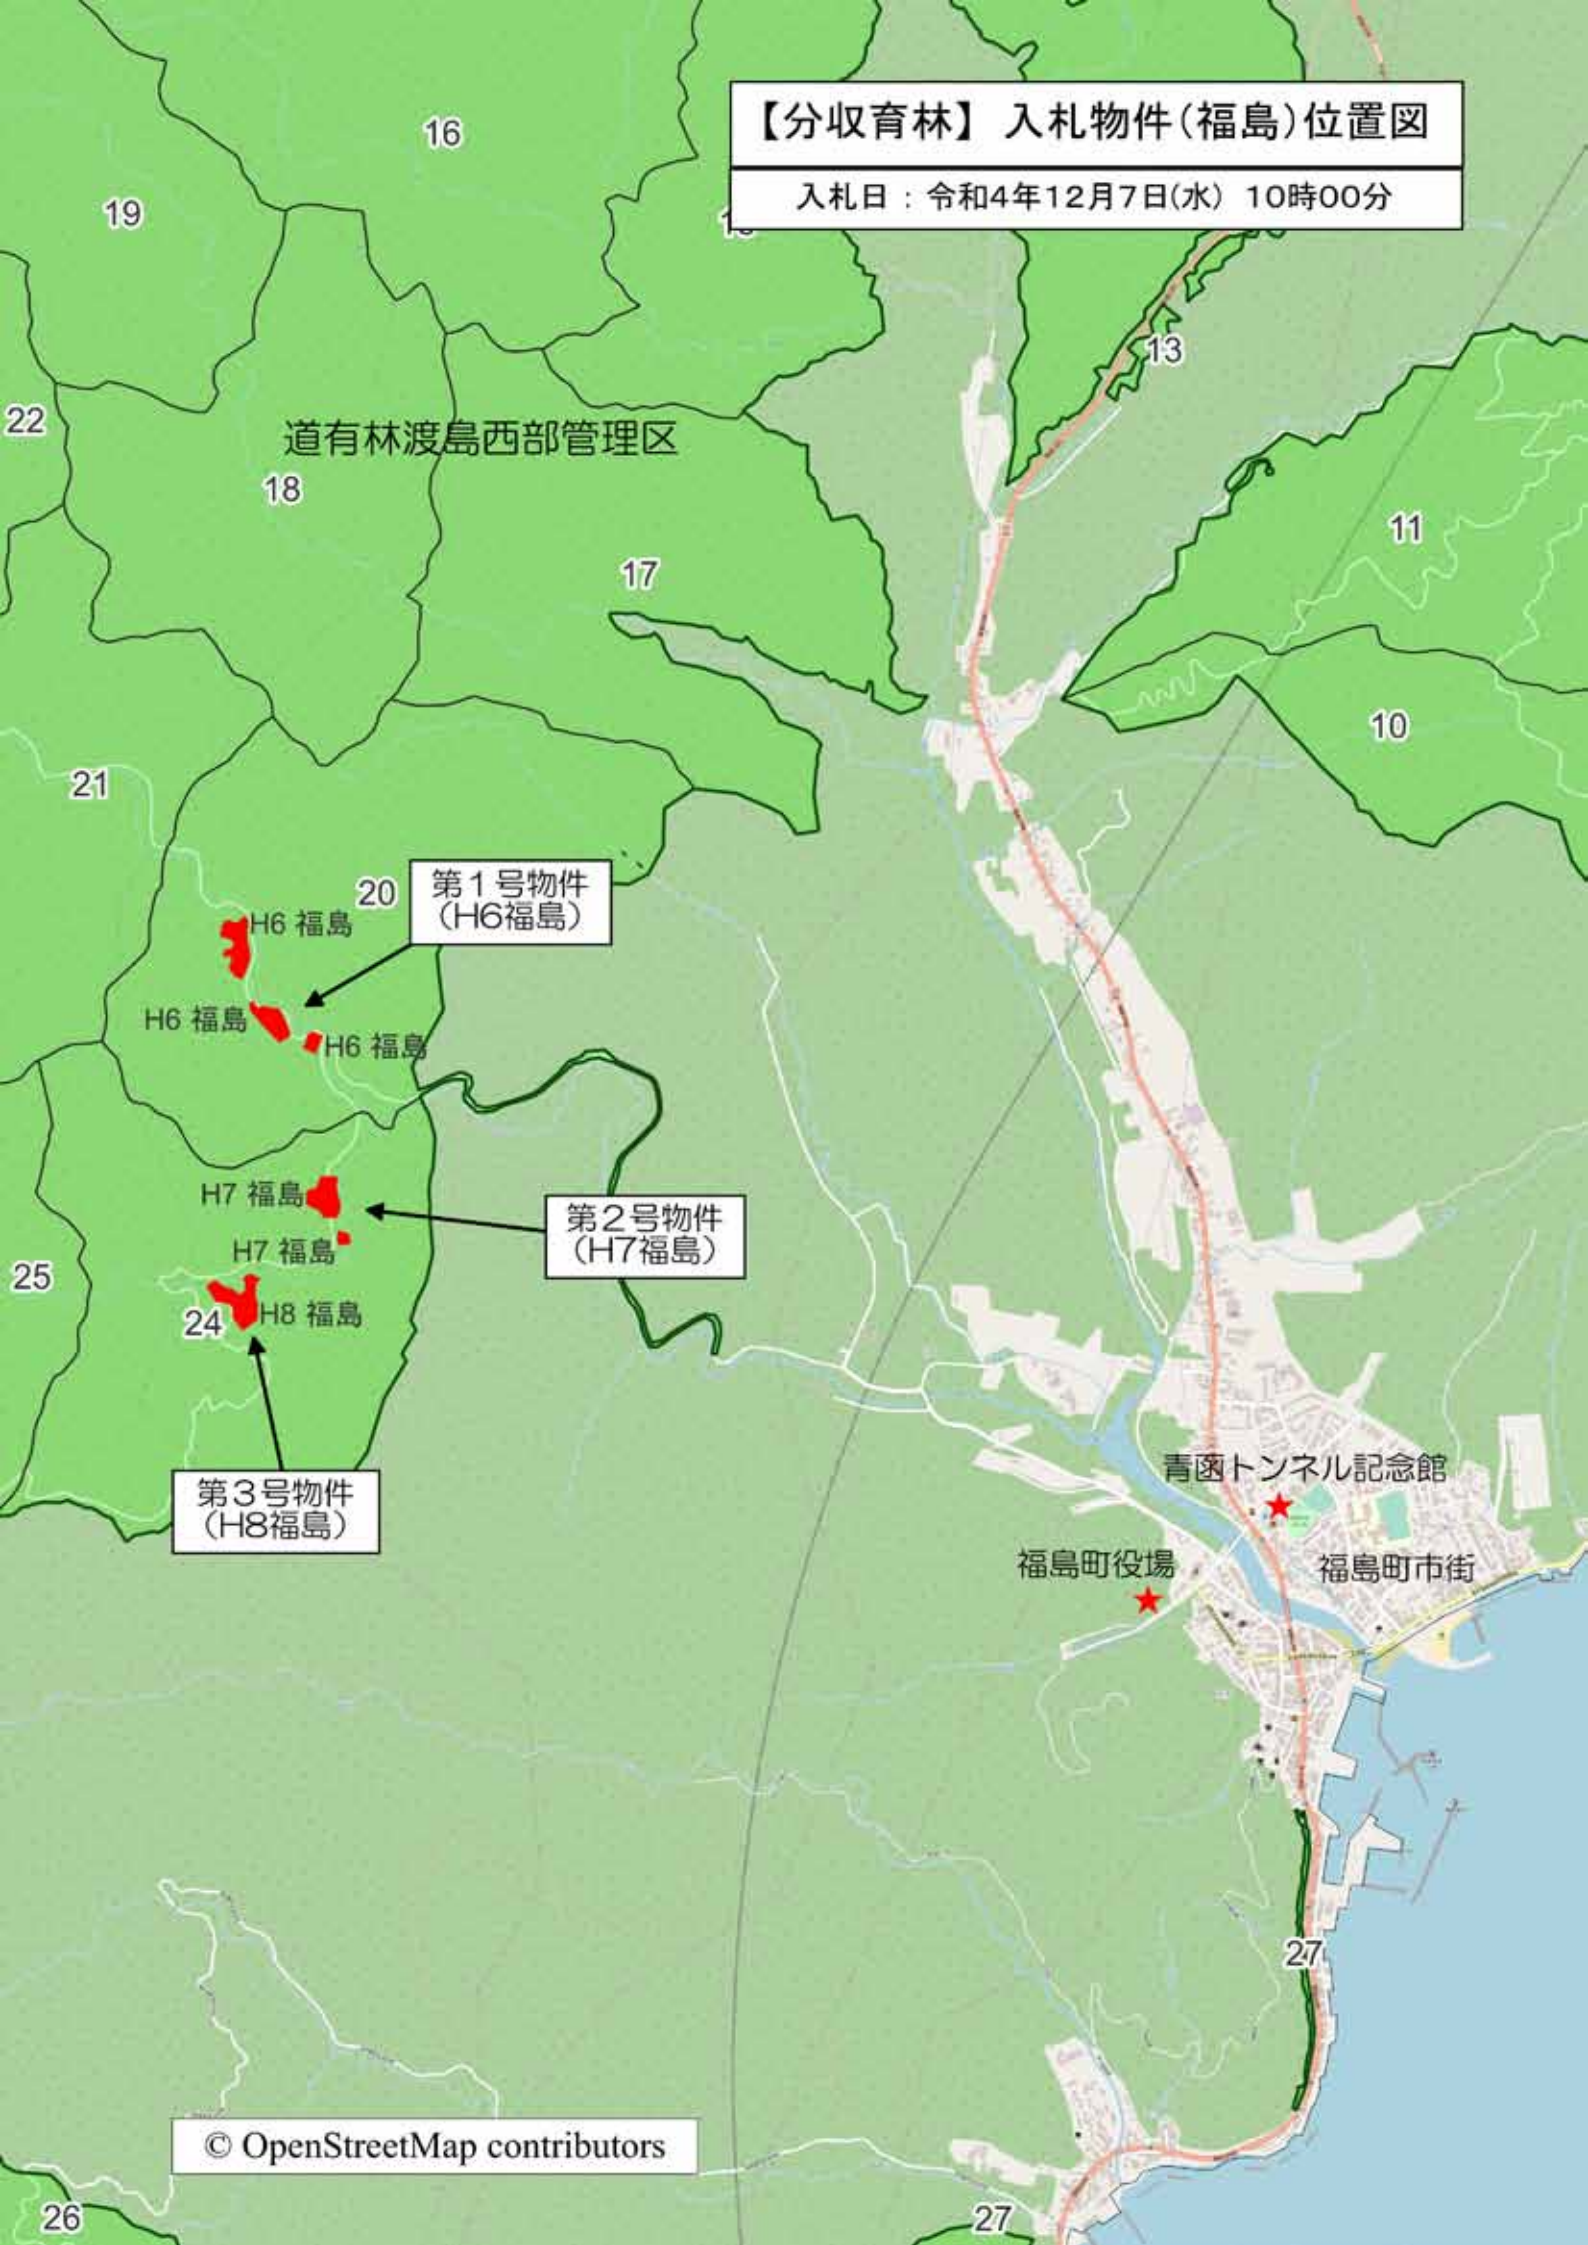 【分収育林】入札物件(福島)位置図
入札日：令和4年12月7日(水) 10時00分
16
19
13
22
道有林渡島西部管理区
18
11
17
10
21
20
第1号物件
(H6福島)
H6 福島
H6 福島
H6 福島
H7 福島
第2号物件
(H7福島)
H7 福島
25
24
H8 福島
第3号物件
(H8福島)
青函トンネル記念館
福島町役場
福島町市街
27
© OpenStreetMap contributors
26
27